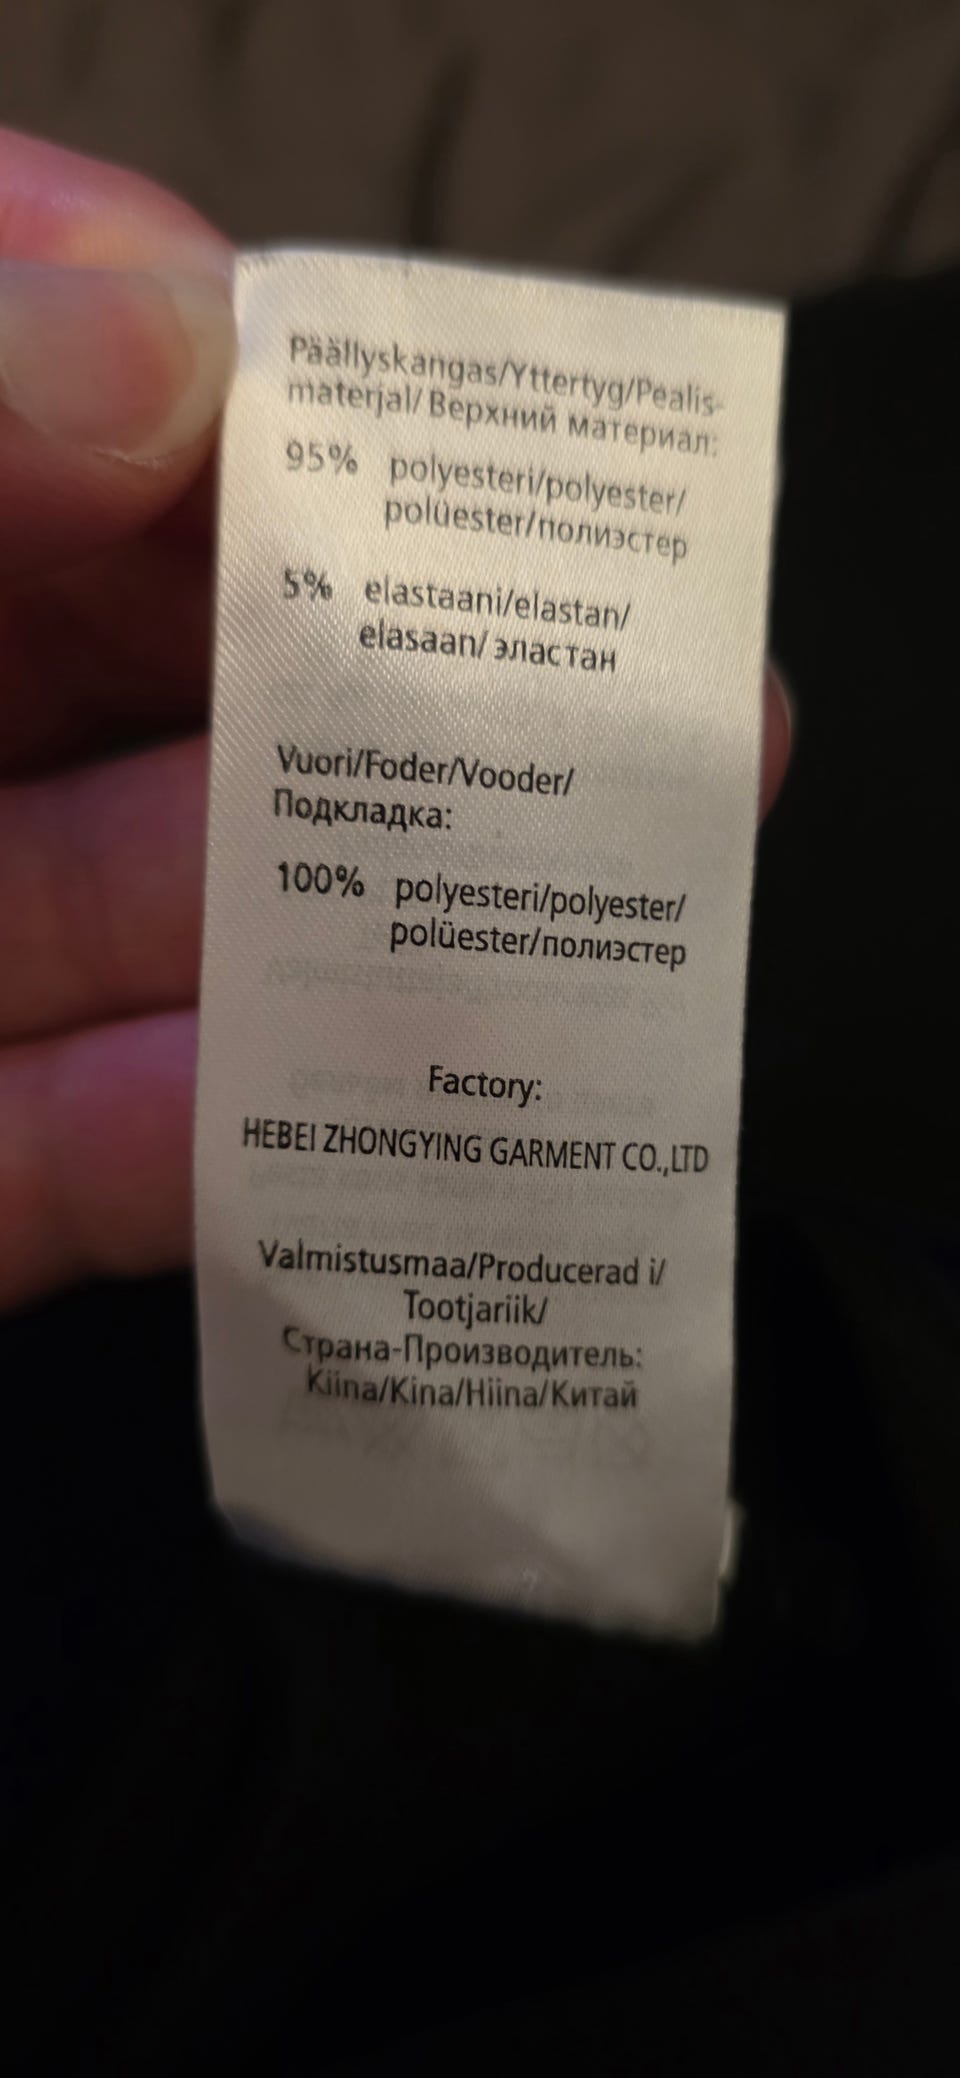 Päällyskangas/Yttertyg/Pealis-
materjal/Верхний материал:
95% polyesteri/polyester/
polüester/полиэстер
5% elastaani/elastan/
elasaan/эластан
Vuori/Foder/Vooder/
Подкладка:
100% polyesteri/polyester/
polüester/полиэстер
Factory:
HEBEI ZHONGYING GARMENT CO.,LTD
Valmistusmaa/Producerad i/
Tootjariik/
Страна-Производитель:
Kiina/Kina/Hiina/Китай